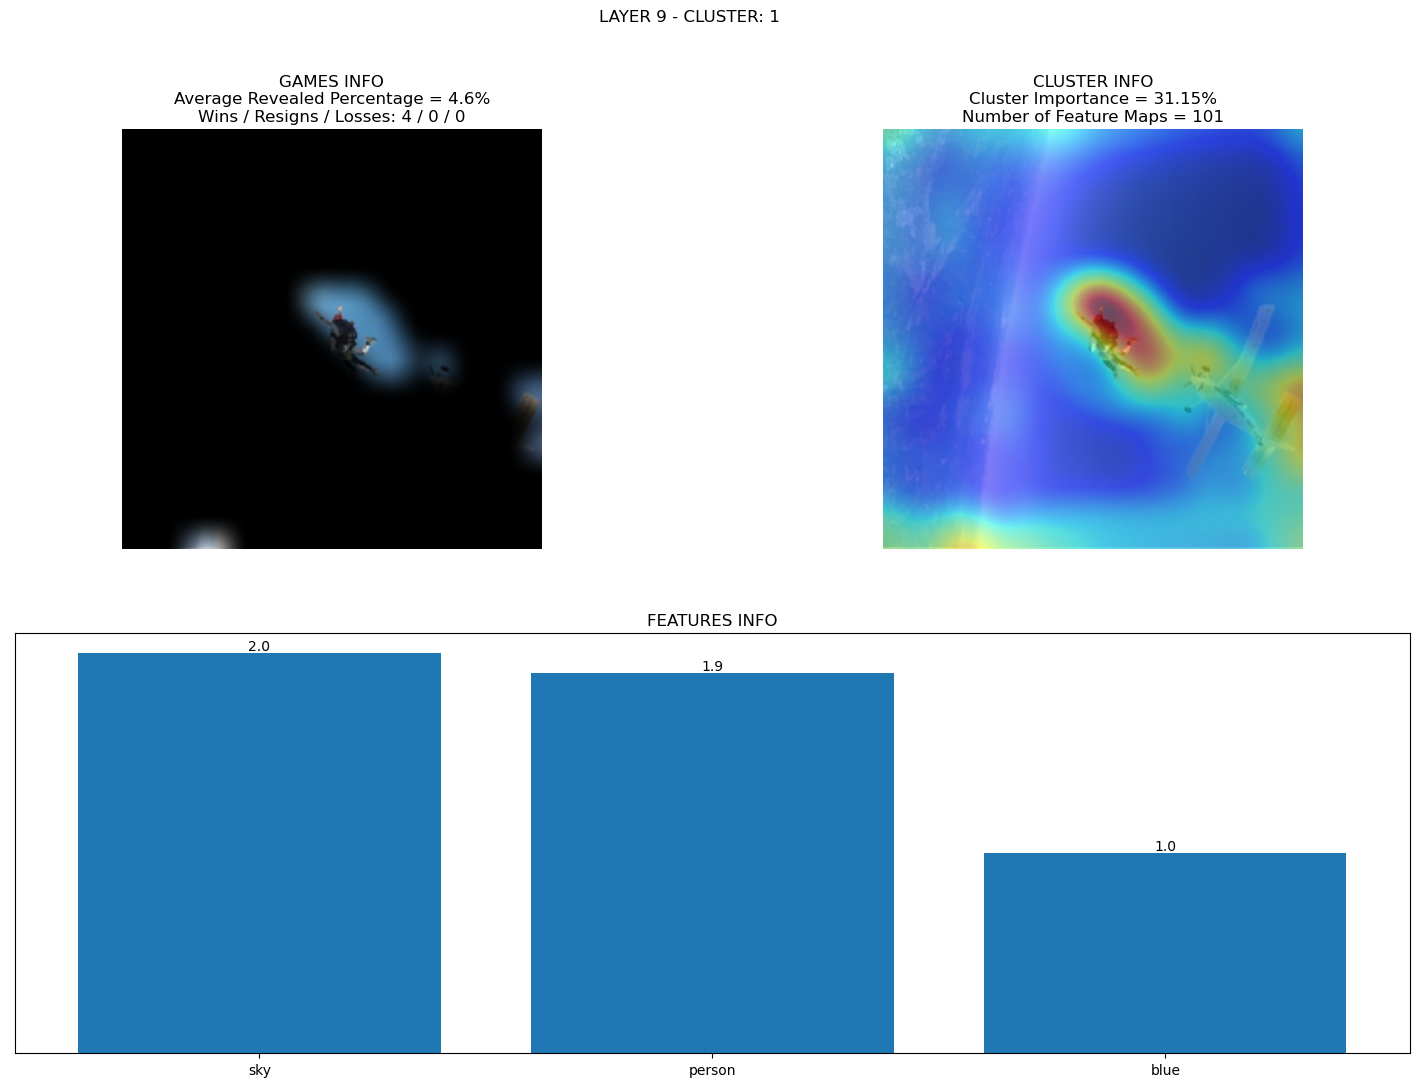 LAYER 9 - CLUSTER: 1
GAMES INFO
Average Revealed Percentage = 4.6%
Wins / Resigns / Losses: 4 / 0 / 0
CLUSTER INFO
Cluster Importance = 31.15%
Number of Feature Maps = 101
FEATURES INFO
2.0
1.9
1.0
sky
person
blue